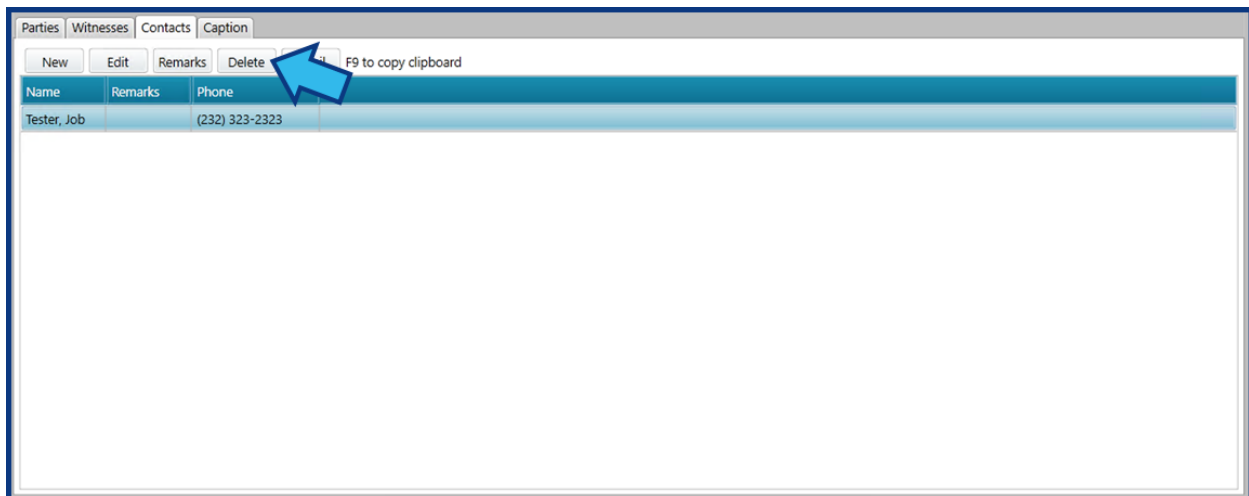 Parties Witnesses Contacts Caption
New Edit Remarks Delete F9 to copy clipboard
Name Remarks Phone
Tester, Job (232) 323-2323